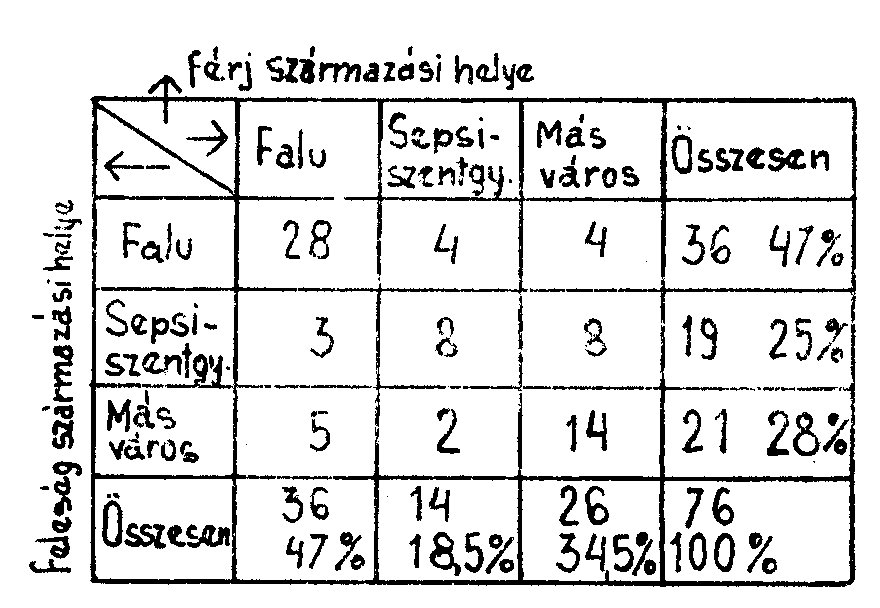 Férj származási helye
Falu Sepsi- Más Összesen
szentgy. város
Falu 28 4 4 36 47%
Sepsi- 3 8 8 19 25%
szentgy.
Más 5 2 14 21 28%
város
Összesen 36 14 26 76
47% 18,5% 34,5% 100%
Feleség származási helye